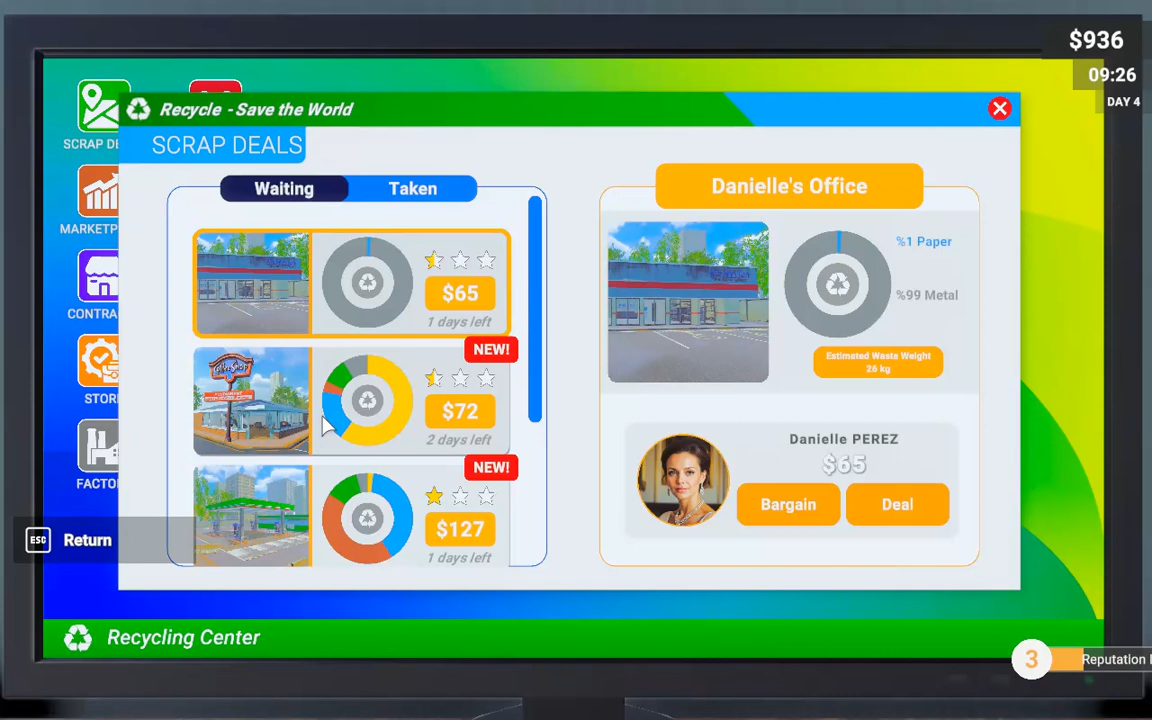 $936
09:26
DAY 4
Recycle - Save the World
SCRAP DEALS
Waiting
Taken
$65
1 days left
NEW!
$72
2 days left
NEW!
$127
1 days left
Danielle's Office
%1 Paper
%99 Metal
Estimated Waste Weight
26 kg
Danielle PEREZ
$65
Bargain
Deal
SCRAP DE
MARKETP
CONTRA
STOR
FACTO
ESC
Return
Recycling Center
3
Reputation